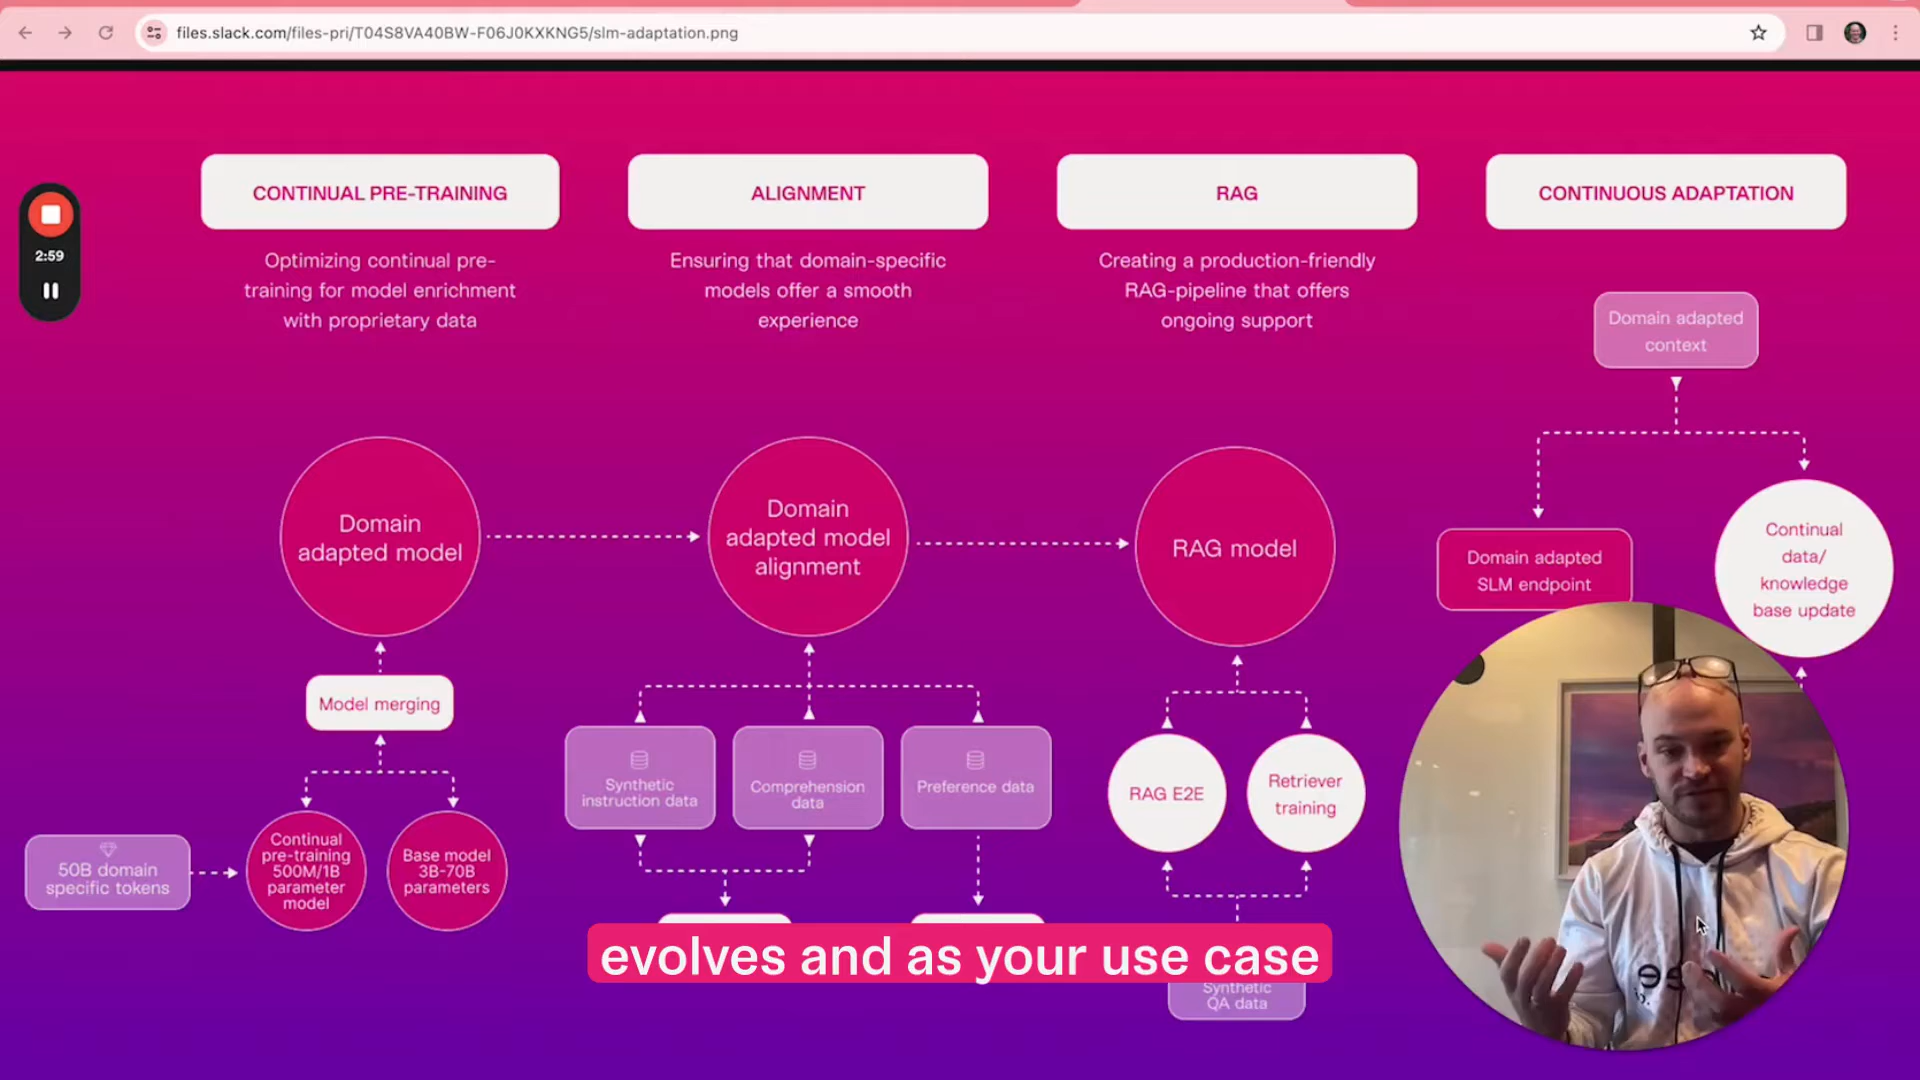 files.slack.com/files-pri/T04S8VA40BW-F06J0KXKNG5/slm-adaptation.png
2:59
CONTINUAL PRE-TRAINING
Optimizing continual pre-
training for model enrichment
with proprietary data
ALIGNMENT
Ensuring that domain-specific
models offer a smooth
experience
RAG
Creating a production-friendly
RAG-pipeline that offers
ongoing support
CONTINUOUS ADAPTATION
Domain adapted
context
Domain
adapted model
Domain
adapted model
alignment
RAG model
Domain adapted
SLM endpoint
Continual
data/
knowledge
base update
Model merging
Synthetic
instruction data
Comprehension
data
Preference data
RAG E2E
Retriever
training
50B domain
specific tokens
Continual
pre-training
500M/1B
parameter
model
Base model
3B-70B
parameters
evolves and as your use case
Synthetic
QA data